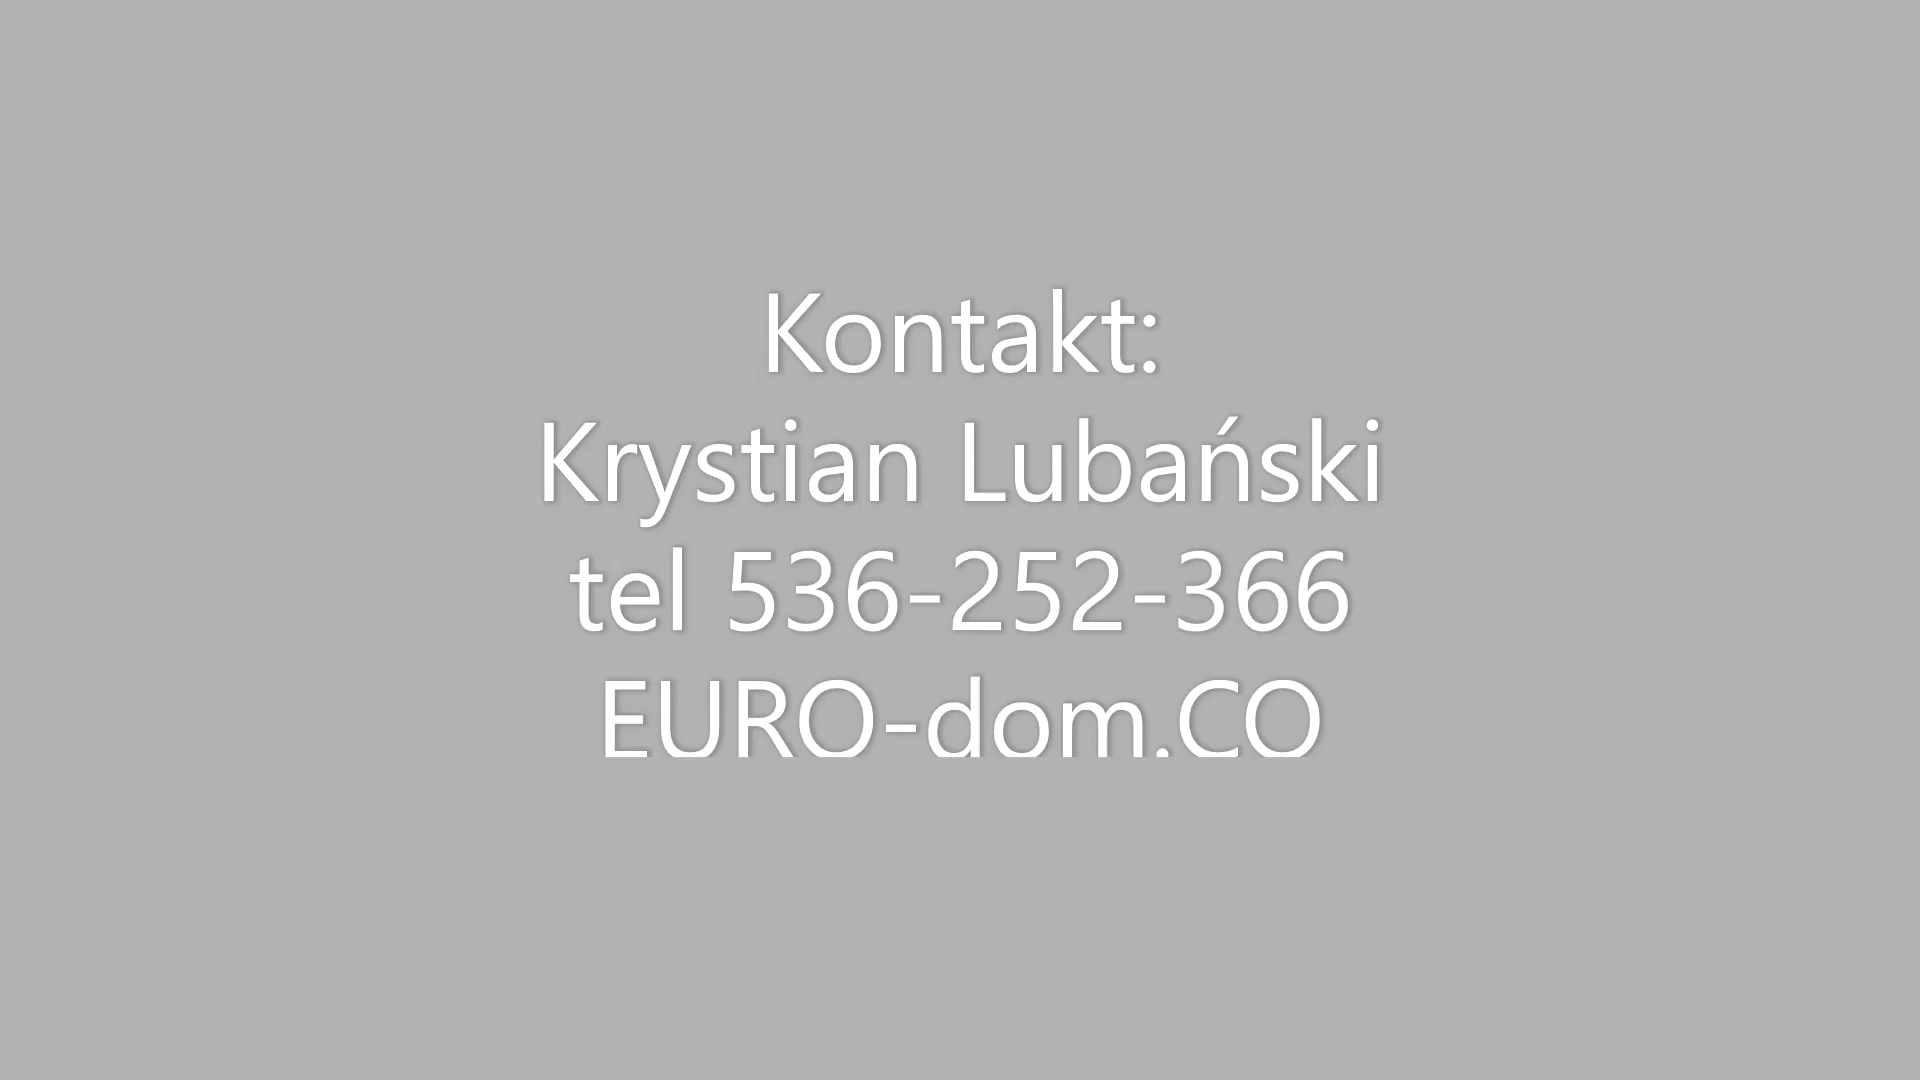 Kontakt:
Krystian Lubański
tel 536-252-366
EURO-dom.CO